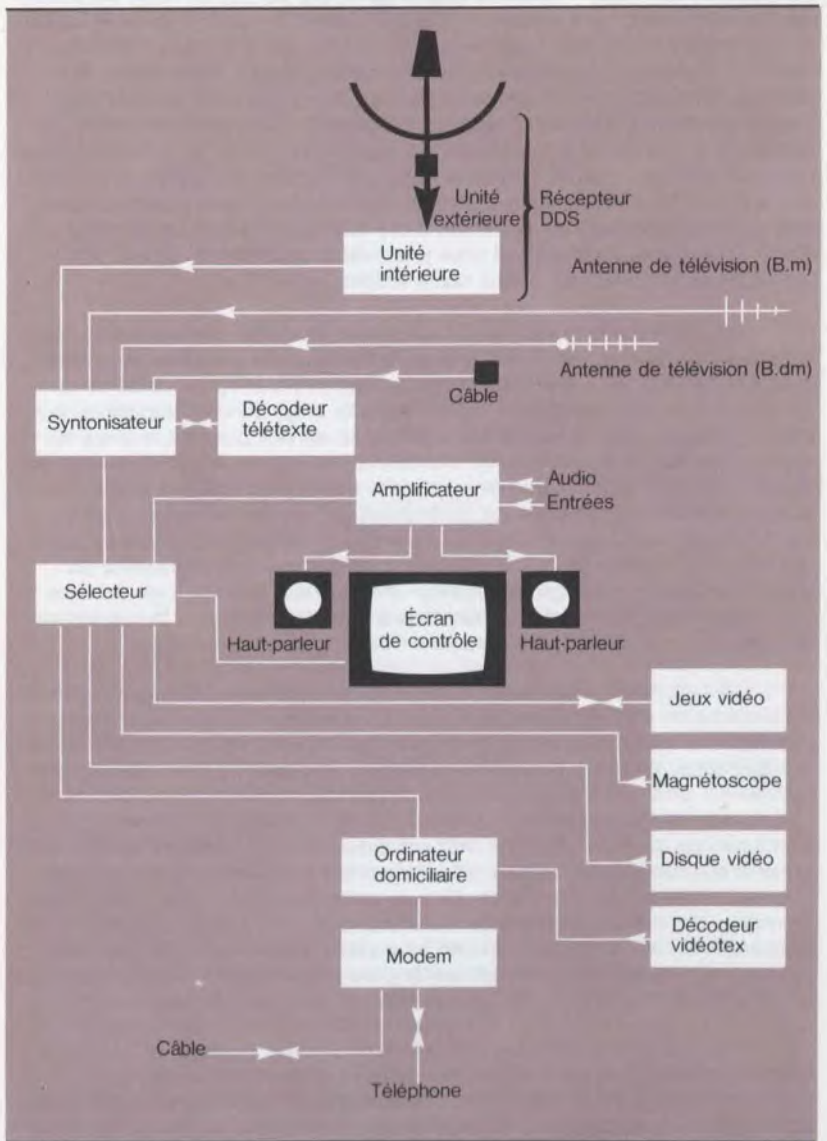 Unité
extérieure
Récepteur
DDS
Unité
intérieure
Antenne de télévision (B.m)
Antenne de télévision (B.dm)
Câble
Syntonisateur
Décodeur
télétexte
Amplificateur
Audio
Entrées
Sélecteur
Haut-parleur
Écran
de contrôle
Haut-parleur
Jeux vidéo
Magnétoscope
Disque vidéo
Ordinateur
domiciliaire
Décodeur
vidéotex
Modem
Câble
Téléphone